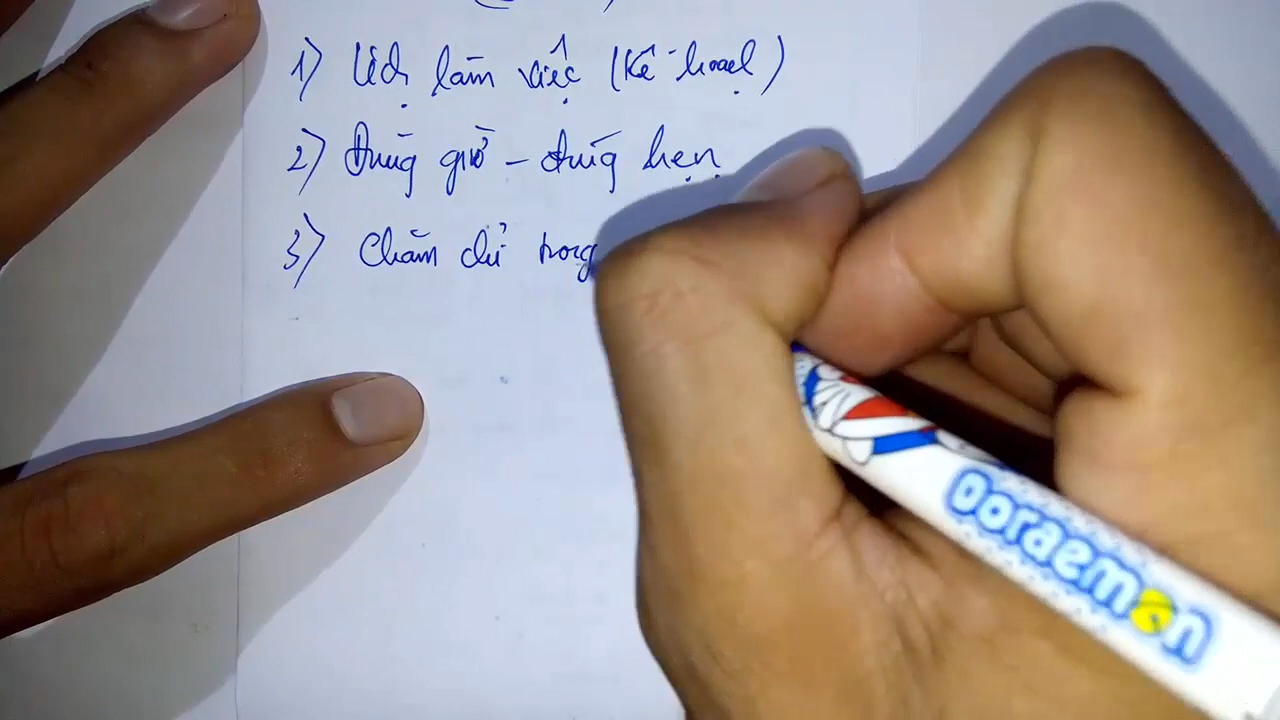 1) Lịch làm việc (Kế hoạch)
2) Đúng giờ - đúng hẹn
3) Chăm chỉ trong
Doraemon